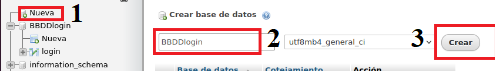 Nueva 1
BBDDlogin
Nueva
login
information_schema
Crear base de datos
BBDDlogin 2 utf8mb4_general_ci 3 Crear
Base de datos Cotejamiento Acción